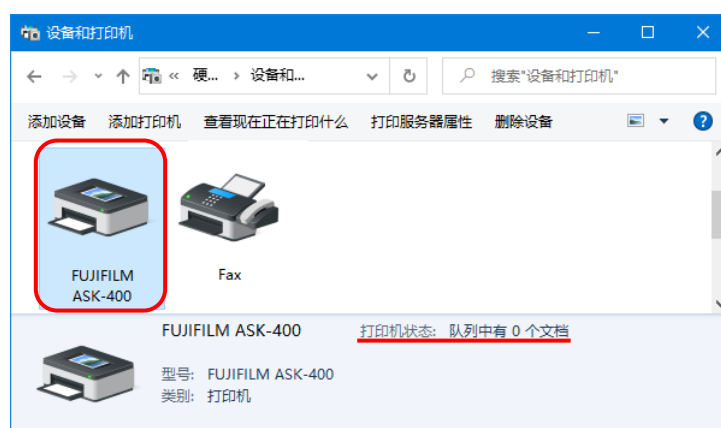 设备和打印机
« 硬... › 设备和...
搜索"设备和打印机"
添加设备 添加打印机 查看现在正在打印什么 打印服务器属性 删除设备
FUJIFILM
ASK-400
Fax
FUJIFILM ASK-400 打印机状态: 队列中有 0 个文档
型号: FUJIFILM ASK-400
类别: 打印机